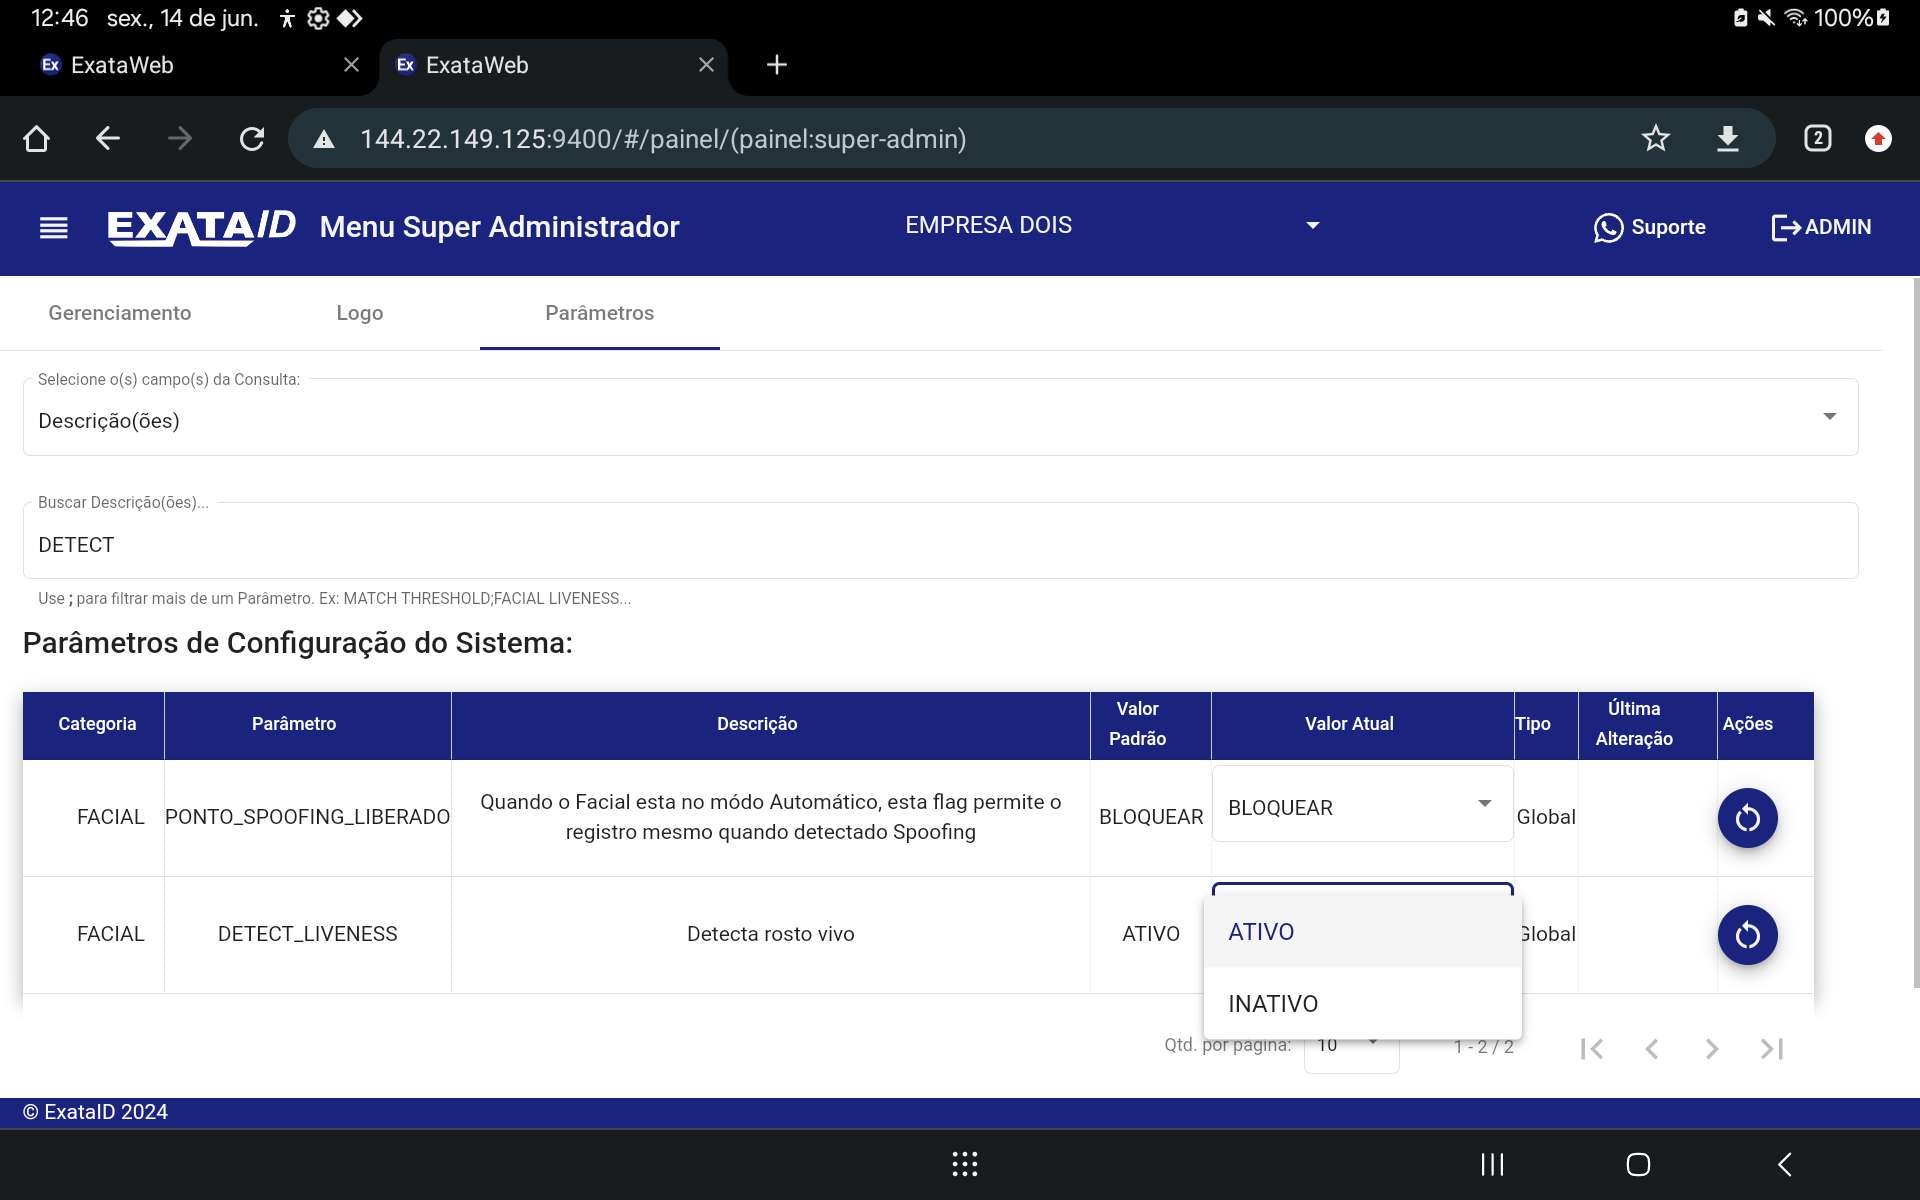 12:46 sex., 14 de jun.
100%
Ex ExataWeb
Ex ExataWeb
144.22.149.125:9400/#/painel/(painel:super-admin)
2
EXATAID Menu Super Administrador
EMPRESA DOIS
Suporte
ADMIN
Gerenciamento
Logo
Parâmetros
Selecione o(s) campo(s) da Consulta:
Descrição(ões)
Buscar Descrição(ões)...
DETECT
Use ; para filtrar mais de um Parâmetro. Ex: MATCH THRESHOLD;FACIAL LIVENESS...
Parâmetros de Configuração do Sistema:
Categoria
Parâmetro
Descrição
Valor
Padrão
Valor Atual
Tipo
Última
Alteração
Ações
FACIAL
PONTO_SPOOFING_LIBERADO
Quando o Facial esta no módo Automático, esta flag permite o
registro mesmo quando detectado Spoofing
BLOQUEAR
BLOQUEAR
Global
FACIAL
DETECT_LIVENESS
Detecta rosto vivo
ATIVO
ATIVO
INATIVO
Global
Qtd. por página:
10
1 - 2 / 2
© ExataID 2024